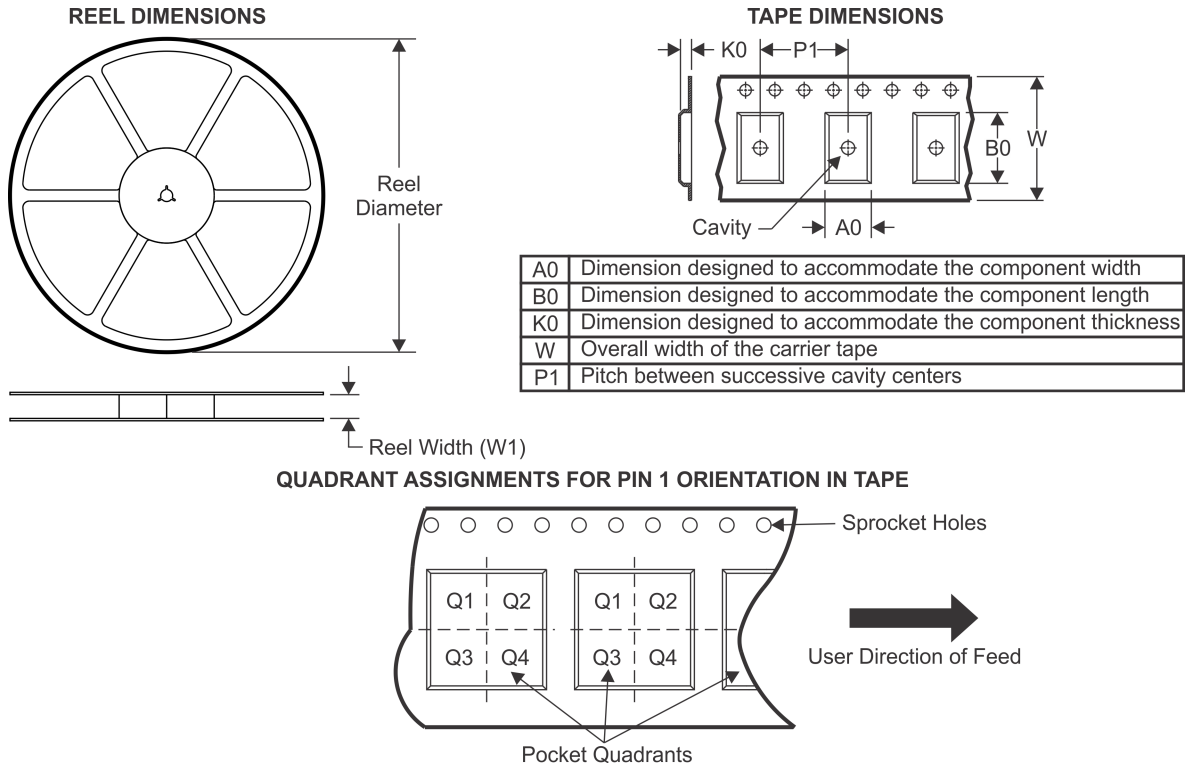 REEL DIMENSIONS
Reel
Diameter
Reel Width (W1)
TAPE DIMENSIONS
K0
P1
B0
W
Cavity
A0
A0 Dimension designed to accommodate the component width
B0 Dimension designed to accommodate the component length
K0 Dimension designed to accommodate the component thickness
W Overall width of the carrier tape
P1 Pitch between successive cavity centers
QUADRANT ASSIGNMENTS FOR PIN 1 ORIENTATION IN TAPE
Sprocket Holes
Q1 Q2 Q1 Q2
Q3 Q4 Q3 Q4
User Direction of Feed
Pocket Quadrants